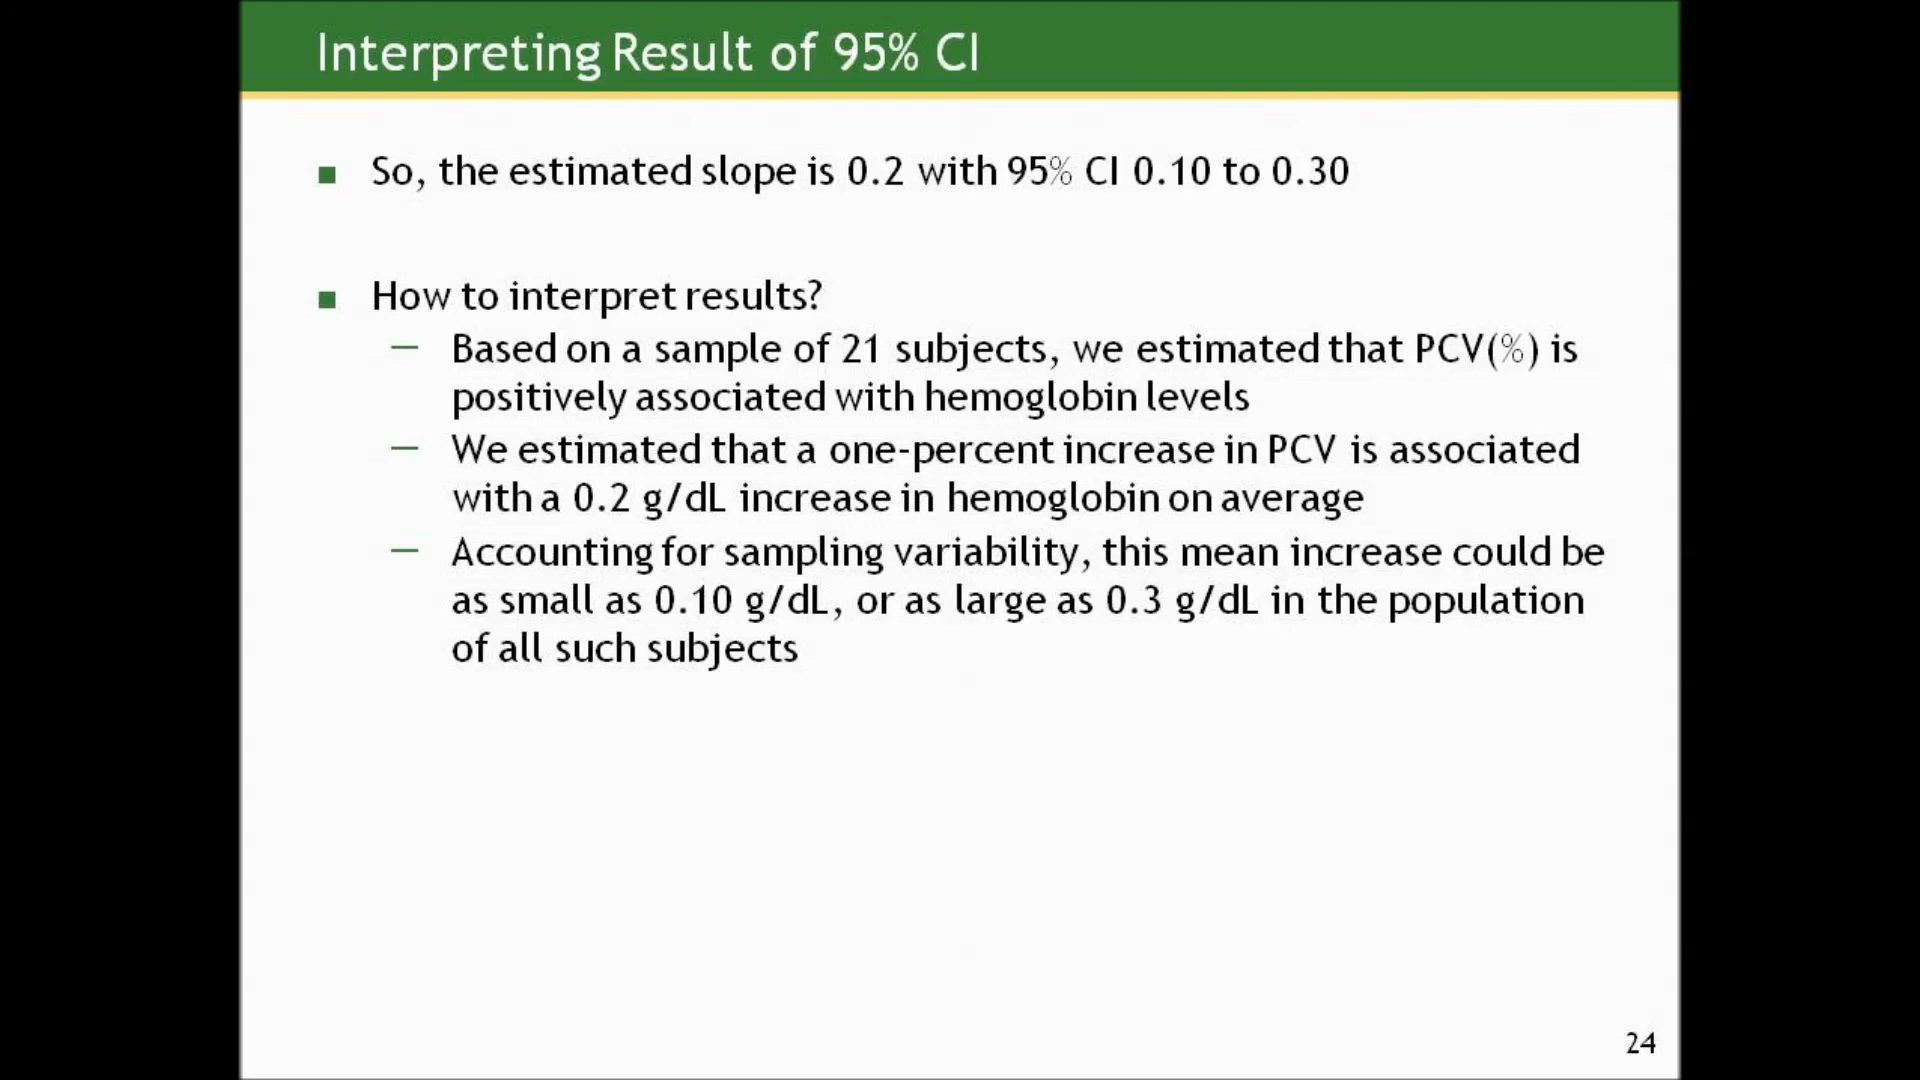 Interpreting Result of 95% CI
So, the estimated slope is 0.2 with 95% CI 0.10 to 0.30
How to interpret results?
— Based on a sample of 21 subjects, we estimated that PCV(%) is
positively associated with hemoglobin levels
— We estimated that a one-percent increase in PCV is associated
with a 0.2 g/dL increase in hemoglobin on average
— Accounting for sampling variability, this mean increase could be
as small as 0.10 g/dL, or as large as 0.3 g/dL in the population
of all such subjects
24